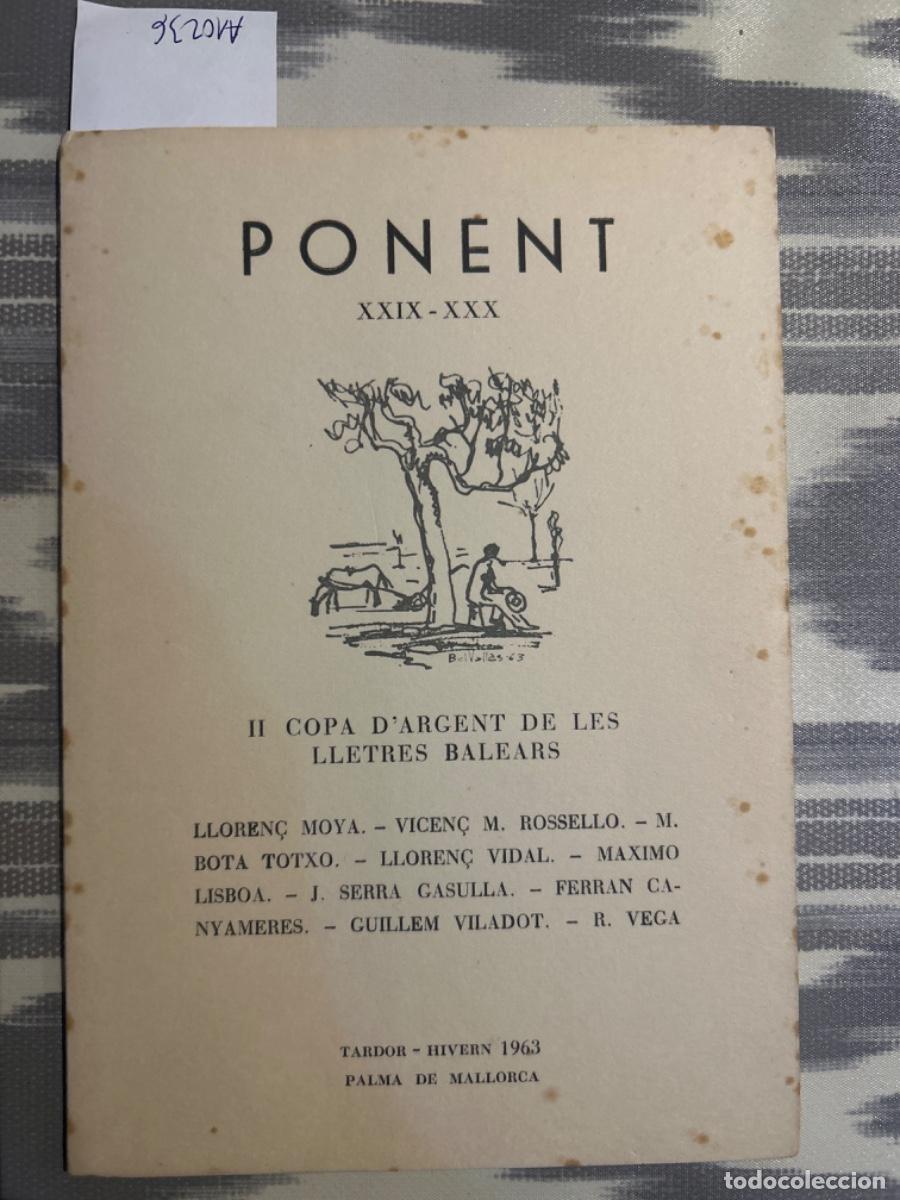 A10236
PONENT
XXIX - XXX
BelVallès-63
II COPA D'ARGENT DE LES
LLETRES BALEARS
LLORENÇ MOYA. - VICENÇ M. ROSSELLO. - M.
BOTA TOTXO. - LLORENÇ VIDAL. - MAXIMO
LISBOA. - J. SERRA GASULLA. - FERRAN CA-
NYAMERES. - GUILLEM VILADOT. - R. VEGA
TARDOR - HIVERN 1963
PALMA DE MALLORCA
todocoleccion